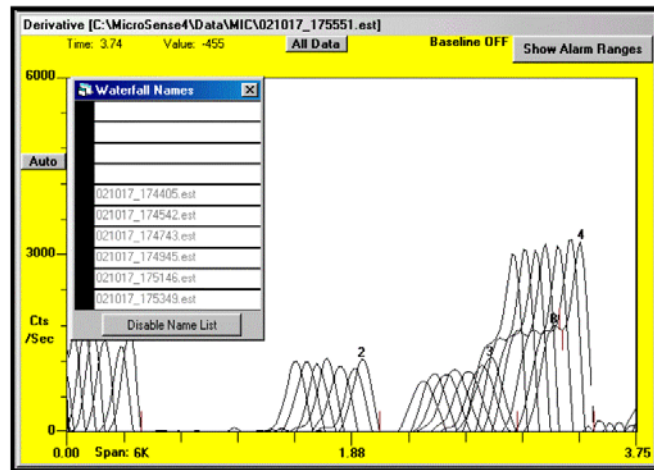 Derivative [C:\MicroSense4\Data\MIC\021017_175551.est]
Time: 3.74 Value: -455 All Data Baseline OFF Show Alarm Ranges
6000
Waterfall Names
Auto
021017_174405.est
021017_174542.est
021017_174743.est
021017_174945.est
021017_175146.est
021017_175349.est
Disable Name List
3000
Cts
/Sec
2
3
B
4
0
0.00 Span: 6K 1.88 3.75